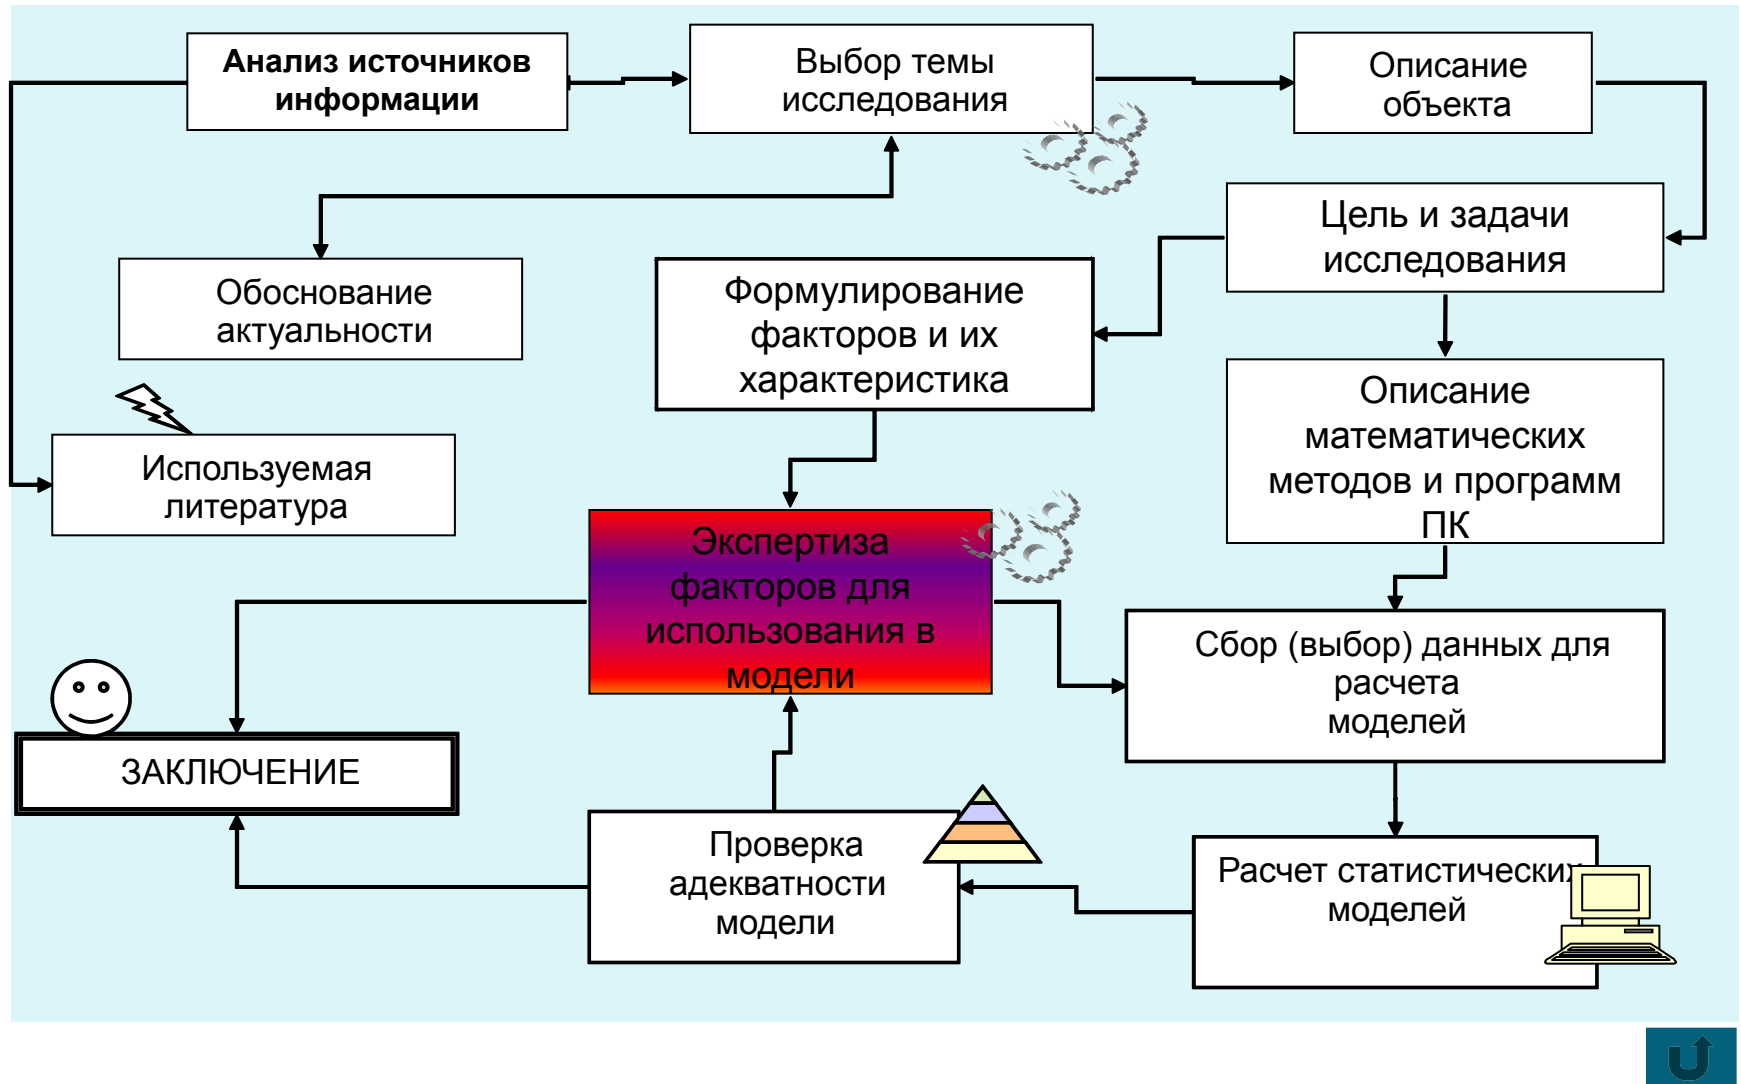 Анализ источников
информации
Выбор темы
исследования
Описание
объекта
Цель и задачи
исследования
Обоснование
актуальности
Формулирование
факторов и их
характеристика
Описание
математических
методов и программ
ПК
Используемая
литература
Экспертиза
факторов для
использования в
модели
Сбор (выбор) данных для
расчета
моделей
ЗАКЛЮЧЕНИЕ
Проверка
адекватности
модели
Расчет статистических
моделей